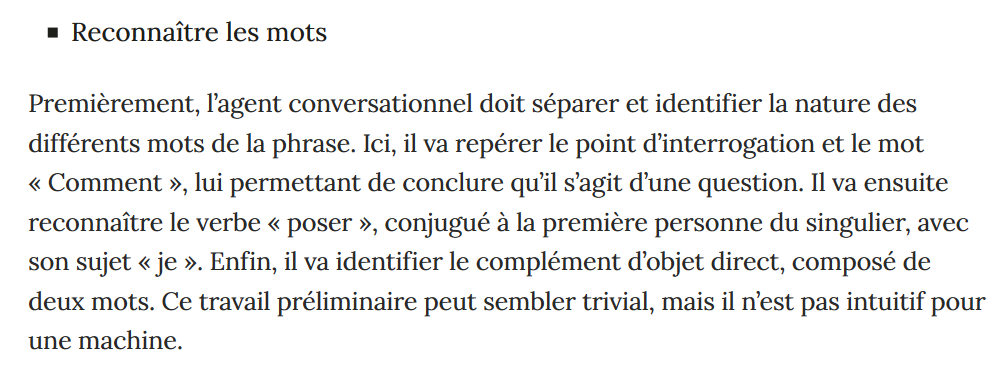 ▪ Reconnaître les mots
Premièrement, l’agent conversationnel doit séparer et identifier la nature des
différents mots de la phrase. Ici, il va repérer le point d’interrogation et le mot
« Comment », lui permettant de conclure qu’il s’agit d’une question. Il va ensuite
reconnaître le verbe « poser », conjugué à la première personne du singulier, avec
son sujet « je ». Enfin, il va identifier le complément d’objet direct, composé de
deux mots. Ce travail préliminaire peut sembler trivial, mais il n’est pas intuitif pour
une machine.